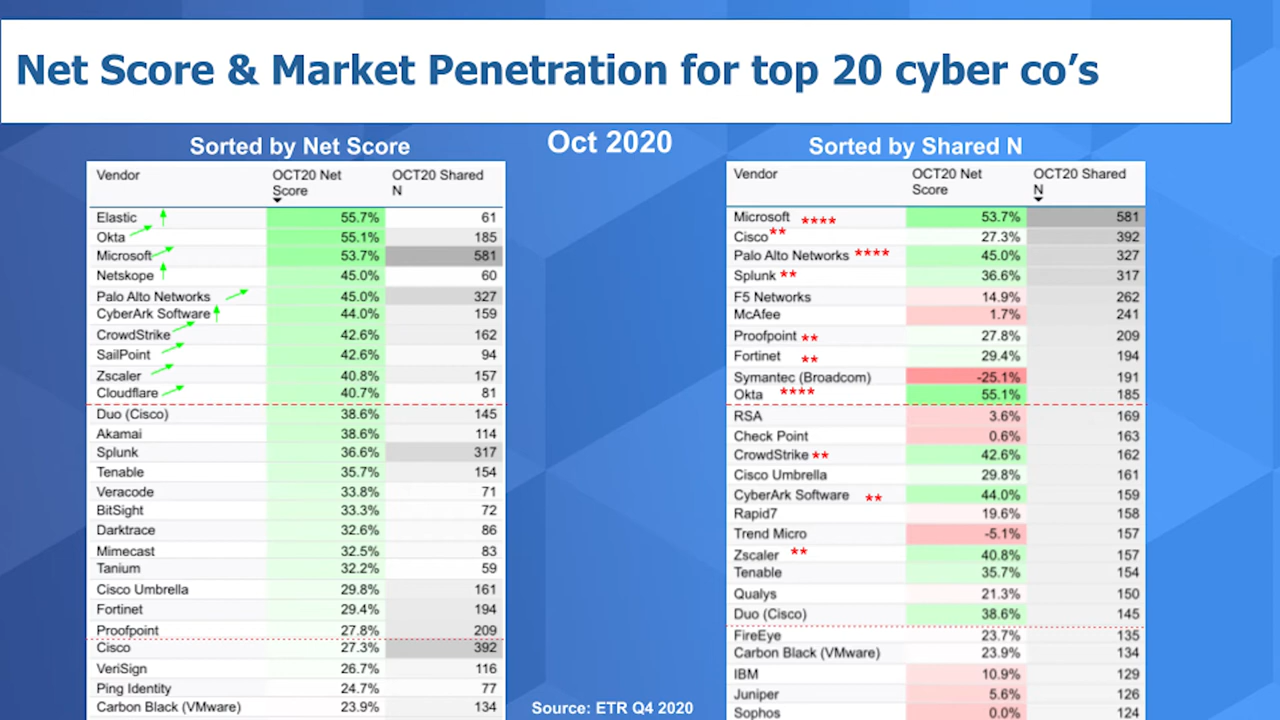 Net Score & Market Penetration for top 20 cyber co’s
Oct 2020
Sorted by Net Score
Vendor OCT20 Net Score OCT20 Shared N
Elastic 55.7% 61
Okta 55.1% 185
Microsoft 53.7% 581
Netskope 45.0% 60
Palo Alto Networks 45.0% 327
CyberArk Software 44.0% 159
CrowdStrike 42.6% 162
SailPoint 42.6% 94
Zscaler 40.8% 157
Cloudflare 40.7% 81
Duo (Cisco) 38.6% 145
Akamai 38.6% 114
Splunk 36.6% 317
Tenable 35.7% 154
Veracode 33.8% 71
BitSight 33.3% 72
Darktrace 32.6% 86
Mimecast 32.5% 83
Tanium 32.2% 59
Cisco Umbrella 29.8% 161
Fortinet 29.4% 194
Proofpoint 27.8% 209
Cisco 27.3% 392
VeriSign 26.7% 116
Ping Identity 24.7% 77
Carbon Black (VMware) 23.9% 134
Sorted by Shared N
Vendor OCT20 Net Score OCT20 Shared N
Microsoft **** 53.7% 581
Cisco ** 27.3% 392
Palo Alto Networks **** 45.0% 327
Splunk ** 36.6% 317
F5 Networks 14.9% 262
McAfee 1.7% 241
Proofpoint ** 27.8% 209
Fortinet ** 29.4% 194
Symantec (Broadcom) -25.1% 191
Okta **** 55.1% 185
RSA 3.6% 169
Check Point 0.6% 163
CrowdStrike ** 42.6% 162
Cisco Umbrella 29.8% 161
CyberArk Software ** 44.0% 159
Rapid7 19.6% 158
Trend Micro -5.1% 157
Zscaler ** 40.8% 157
Tenable 35.7% 154
Qualys 21.3% 150
Duo (Cisco) 38.6% 145
FireEye 23.7% 135
Carbon Black (VMware) 23.9% 134
IBM 10.9% 129
Juniper 5.6% 126
Sophos 0.0% 124
Source: ETR Q4 2020